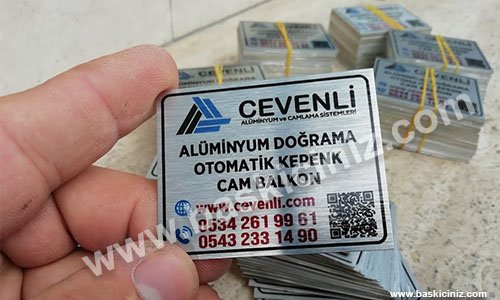 CEVENLİ
ALÜMİNYUM ve CAMLAMA SİSTEMLERİ
ALÜMİNYUM DOĞRAMA
OTOMATİK KEPENK
CAM BALKON
www.cevenli.com
0534 261 99 61
0543 233 14 90
www.baskiciniz.com
www.baskiciniz.com